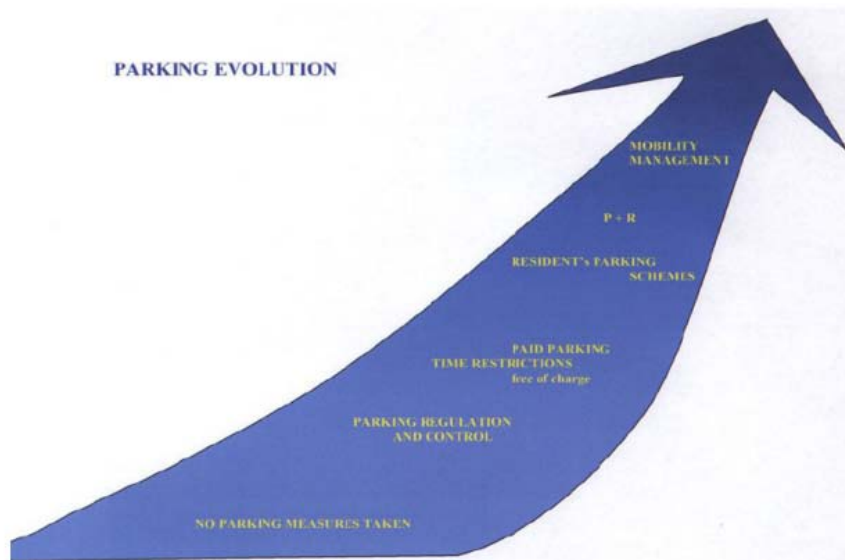 PARKING EVOLUTION
MOBILITY
MANAGEMENT
P + R
RESIDENT's PARKING
SCHEMES
PAID PARKING
TIME RESTRICTIONS
free of charge
PARKING REGULATION
AND CONTROL
NO PARKING MEASURES TAKEN